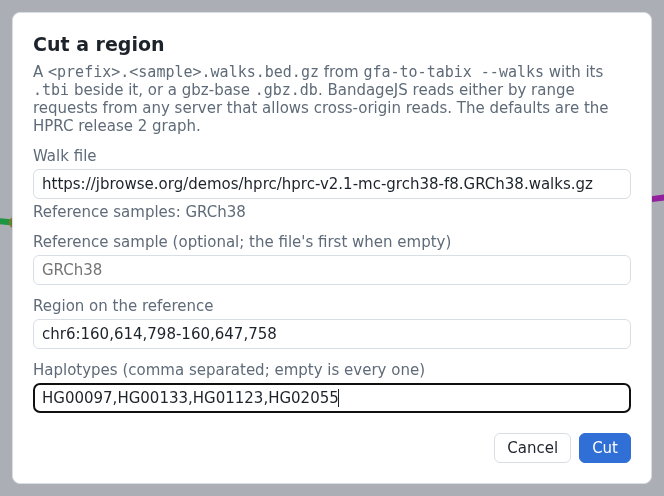 Cut a region
A <prefix>.<sample>.walks.bed.gz from gfa-to-tabix --walks with its
.tbi beside it, or a gbz-base .gbz.db. BandageJS reads either by range
requests from any server that allows cross-origin reads. The defaults are the
HPRC release 2 graph.
Walk file
https://jbrowse.org/demos/hprc/hprc-v2.1-mc-grch38-f8.GRCh38.walks.gz
Reference samples: GRCh38
Reference sample (optional; the file's first when empty)
GRCh38
Region on the reference
chr6:160,614,798-160,647,758
Haplotypes (comma separated; empty is every one)
HG00097,HG00133,HG01123,HG02055
Cancel Cut